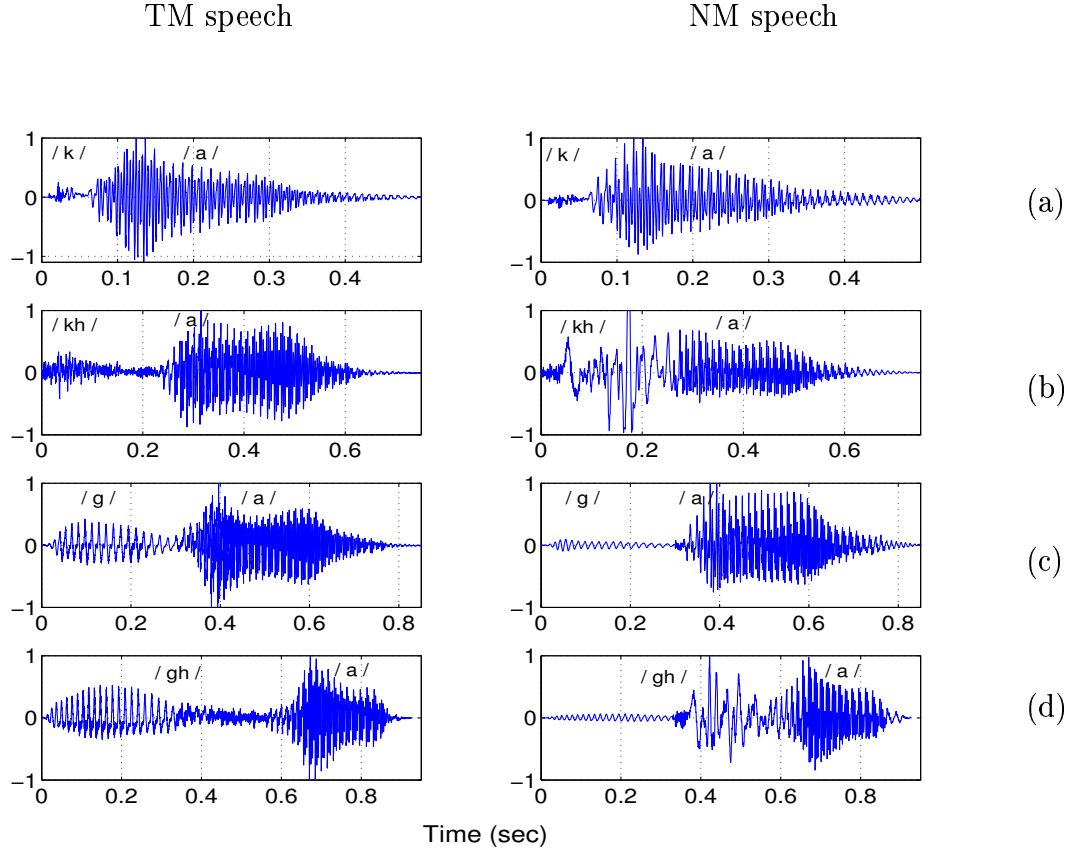 TM speech NM speech
/ k / / a / / k / / a /
1 1
0 0
−1 −1
0 0.1 0.2 0.3 0.4 0 0.1 0.2 0.3 0.4
(a)
/ kh / / a / / kh / / a /
1 1
0 0
−1 −1
0 0.2 0.4 0.6 0 0.2 0.4 0.6
(b)
/ g / / a / / g / / a /
1 1
0 0
−1 −1
0 0.2 0.4 0.6 0.8 0 0.2 0.4 0.6 0.8
(c)
/ gh / / a / / gh / / a /
1 1
0 0
−1 −1
0 0.2 0.4 0.6 0.8 0 0.2 0.4 0.6 0.8
(d)
Time (sec)